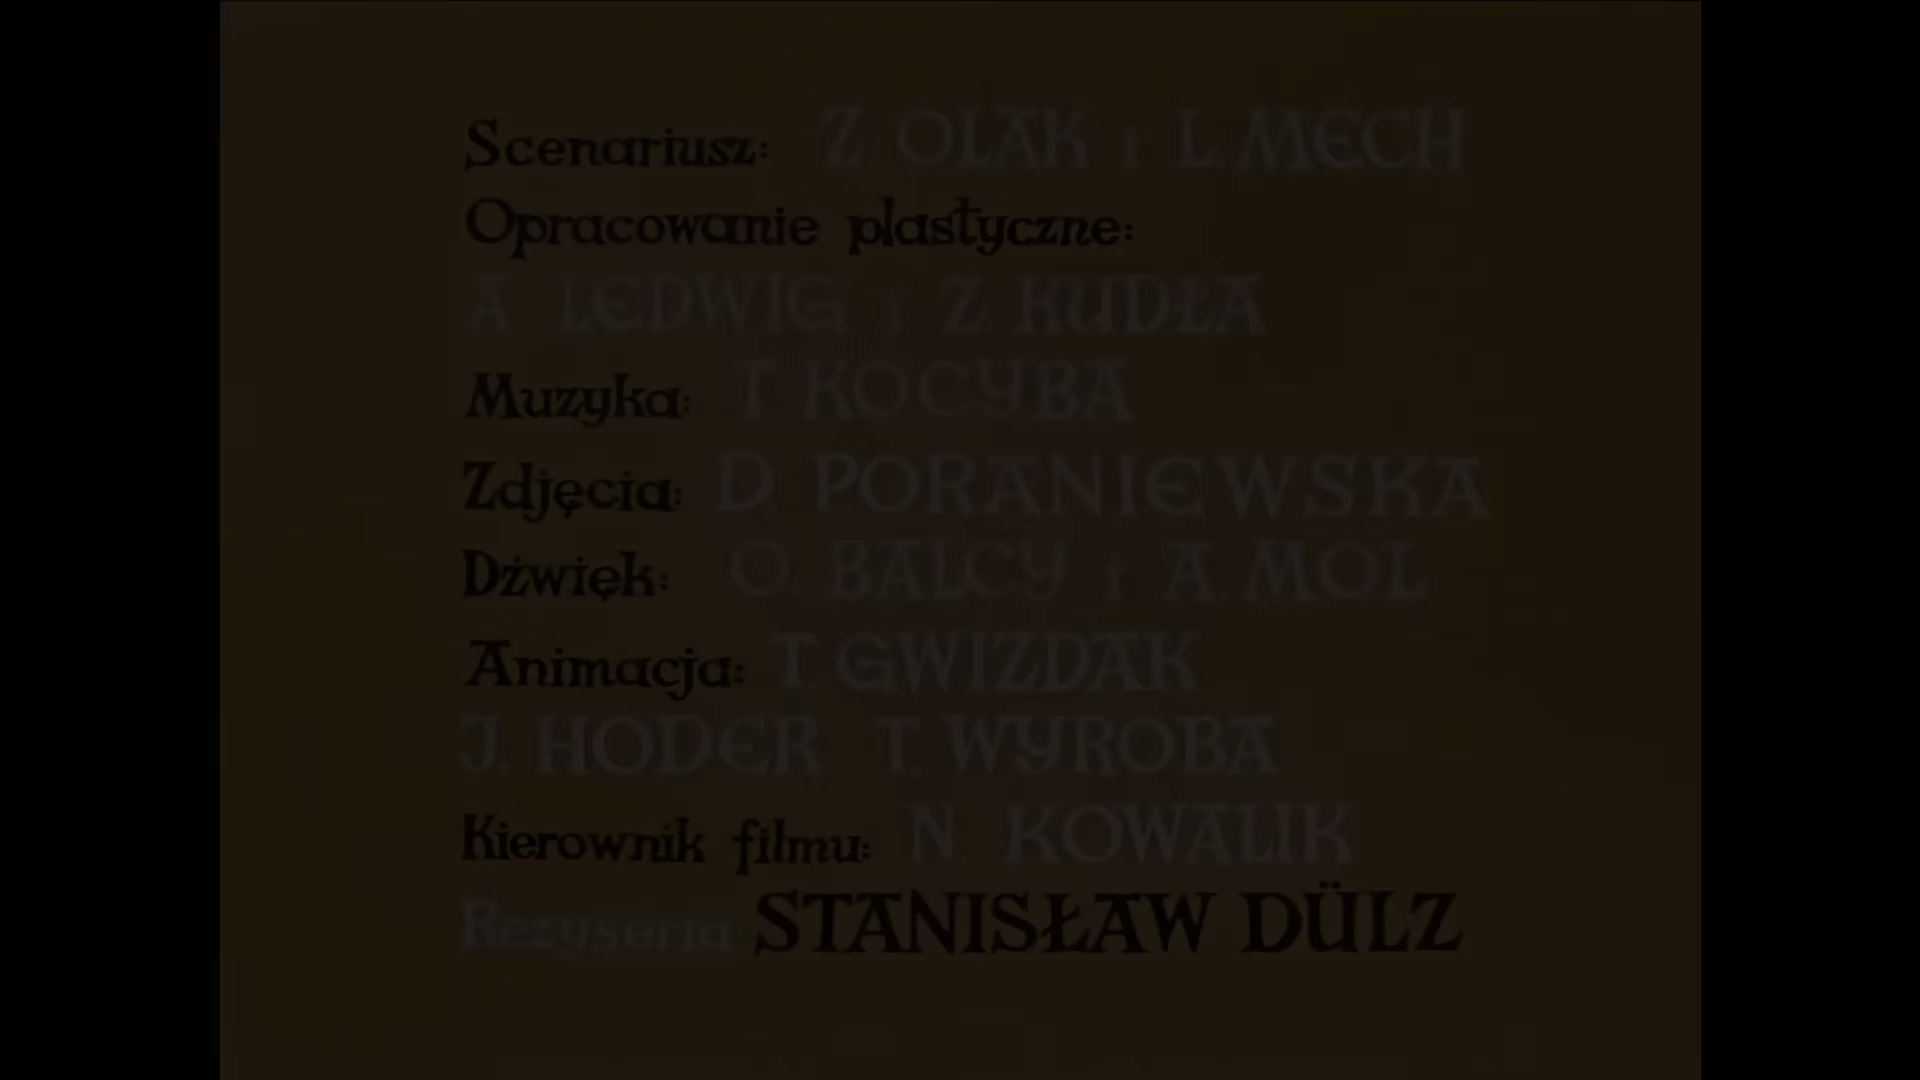 Scenariusz: Z OLAK i L. MECH
Opracowanie plastyczne:
A. LEDWIG i Z. KUDŁA
Muzyka: T. KOCYBA
Zdjęcia: D. PORANIEWSKA
Dźwięk: O. BALCY i A. MOL
Animacja: T. GWIZDAK
J. HODER T. WYROBA
Kierownik filmu: N. KOWALIK
Reżyseria STANISŁAW DÜLZ